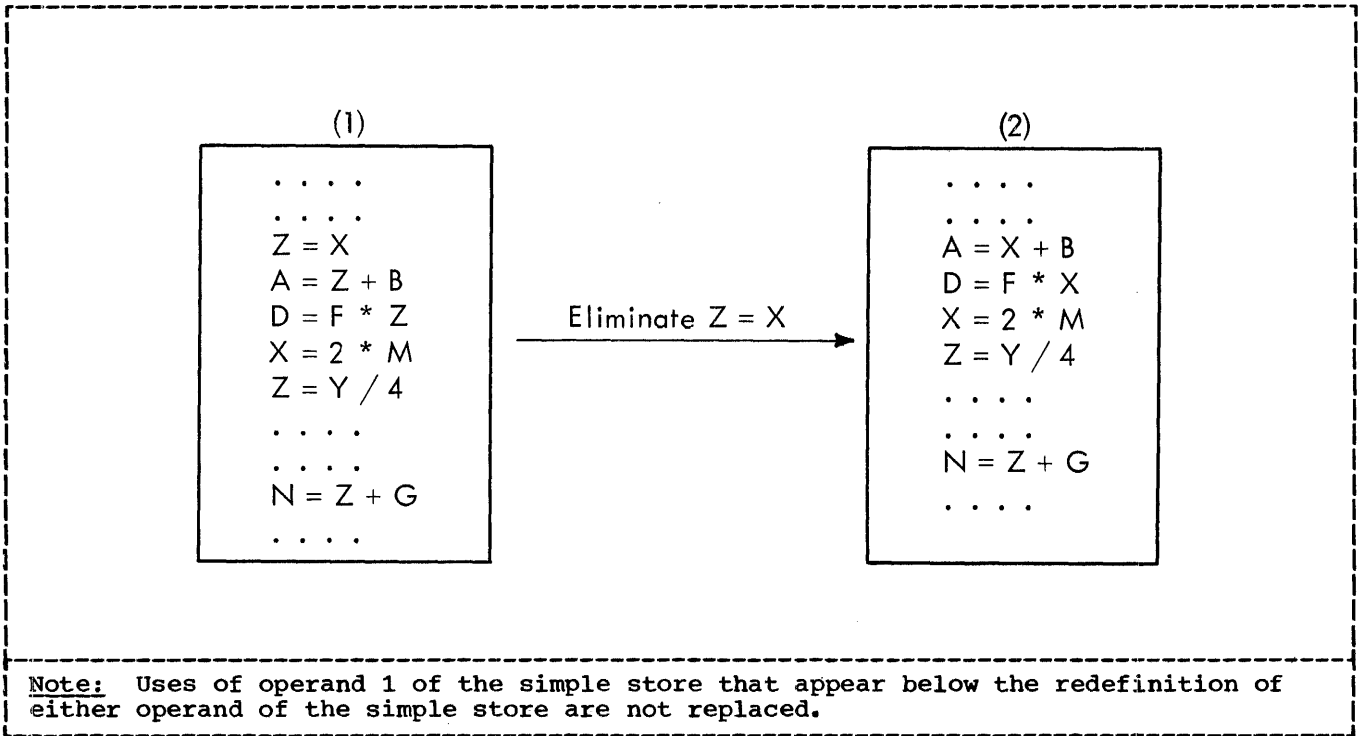 (1)
. . . .
. . . .
Z = X
A = Z + B
D = F * Z
X = 2 * M
Z = Y / 4
. . . .
. . . .
N = Z + G
. . . .
Eliminate Z = X
(2)
. . . .
. . . .
A = X + B
D = F * X
X = 2 * M
Z = Y / 4
. . . .
. . . .
N = Z + G
. . . .
Note: Uses of operand 1 of the simple store that appear below the redefinition of
either operand of the simple store are not replaced.